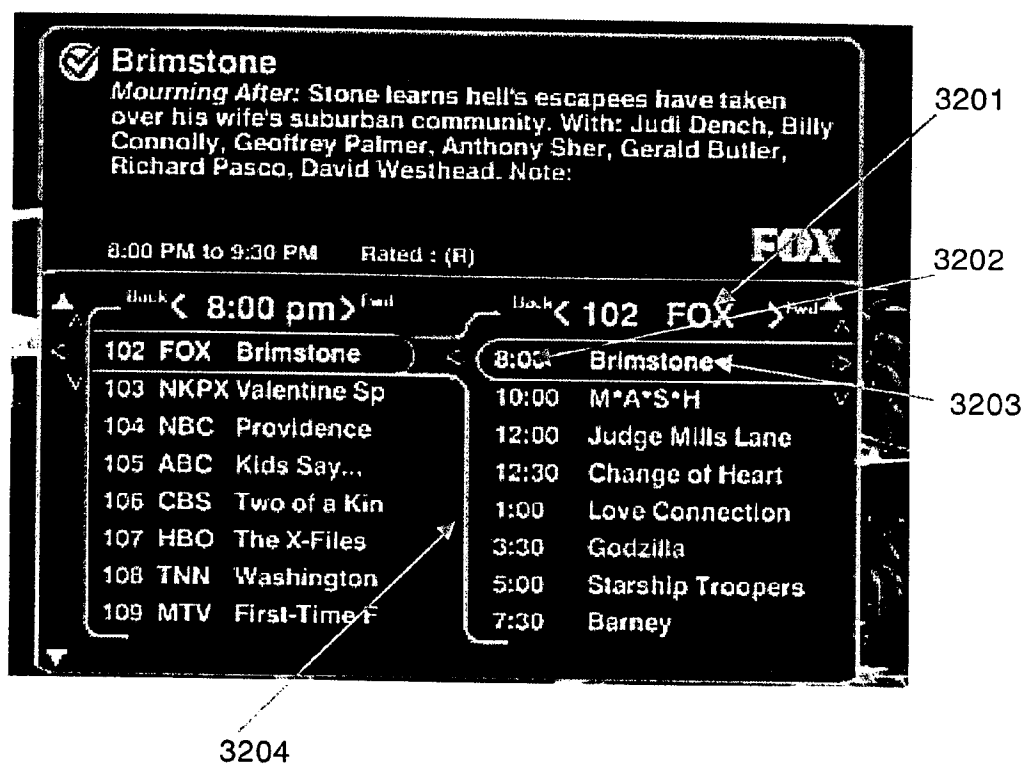 Brimstone
Mourning After: Stone learns hell's escapees have taken
over his wife's suburban community. With: Judi Dench, Billy
Connolly, Geoffrey Palmer, Anthony Sher, Gerald Butler,
Richard Pasco, David Westhead. Note:
8:00 PM to 9:30 PM Rated : (R)
FOX
Back < 8:00 pm > Fwd
102 FOX Brimstone
103 NKPX Valentine Sp
104 NBC Providence
105 ABC Kids Say...
106 CBS Two of a Kin
107 HBO The X-Files
108 TNN Washington
109 MTV First-Time F
Back < 102 FOX > Fwd
Brimstone
10:00 M*A*S*H
12:00 Judge Mills Lane
12:30 Change of Heart
1:00 Love Connection
3:30 Godzilla
5:00 Starship Troopers
7:30 Barney
3201
3202
3203
3204